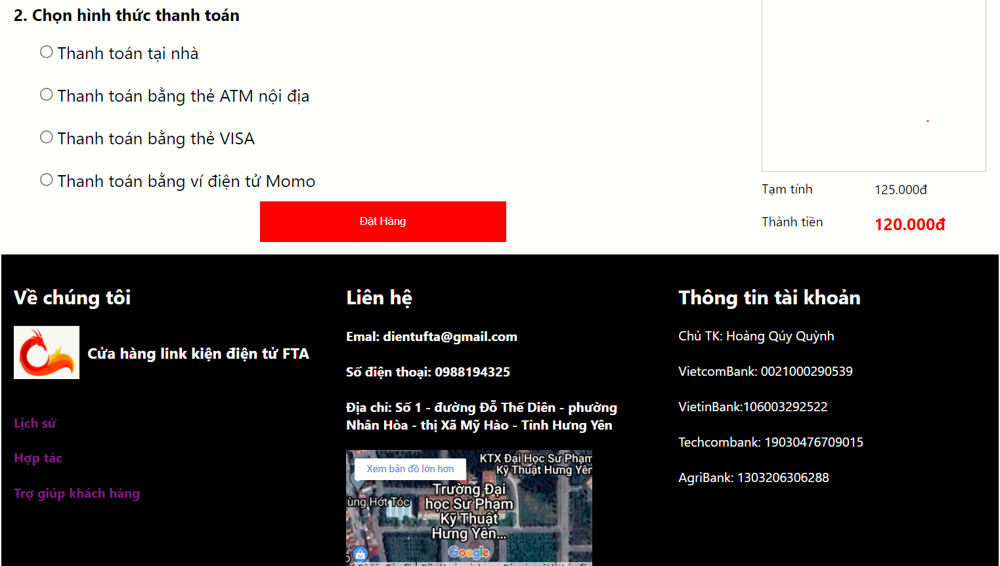 2. Chọn hình thức thanh toán
Thanh toán tại nhà
Thanh toán bằng thẻ ATM nội địa
Thanh toán bằng thẻ VISA
Thanh toán bằng ví điện tử Momo
Đặt Hàng
Tạm tính 125.000đ
Thành tiền 120.000đ
Về chúng tôi
Cửa hàng link kiện điện tử FTA
Lịch sử
Hợp tác
Trợ giúp khách hàng
Liên hệ
Emal: dientufta@gmail.com
Số điện thoại: 0988194325
Địa chỉ: Số 1 - đường Đỗ Thế Diên - phường
Nhân Hòa - thị Xã Mỹ Hào - Tỉnh Hưng Yên
Xem bản đồ lớn hơn
KTX Đại Học Sư Phạm
Kỹ Thuật Hưng Yên
Trường Đại
học Sư Phạm
Kỹ Thuật
Hưng Yên...
ùng Hớt Tóc
Google
Thông tin tài khoản
Chủ TK: Hoàng Qúy Quỳnh
VietcomBank: 0021000290539
VietinBank:106003292522
Techcombank: 19030476709015
AgriBank: 1303206306288